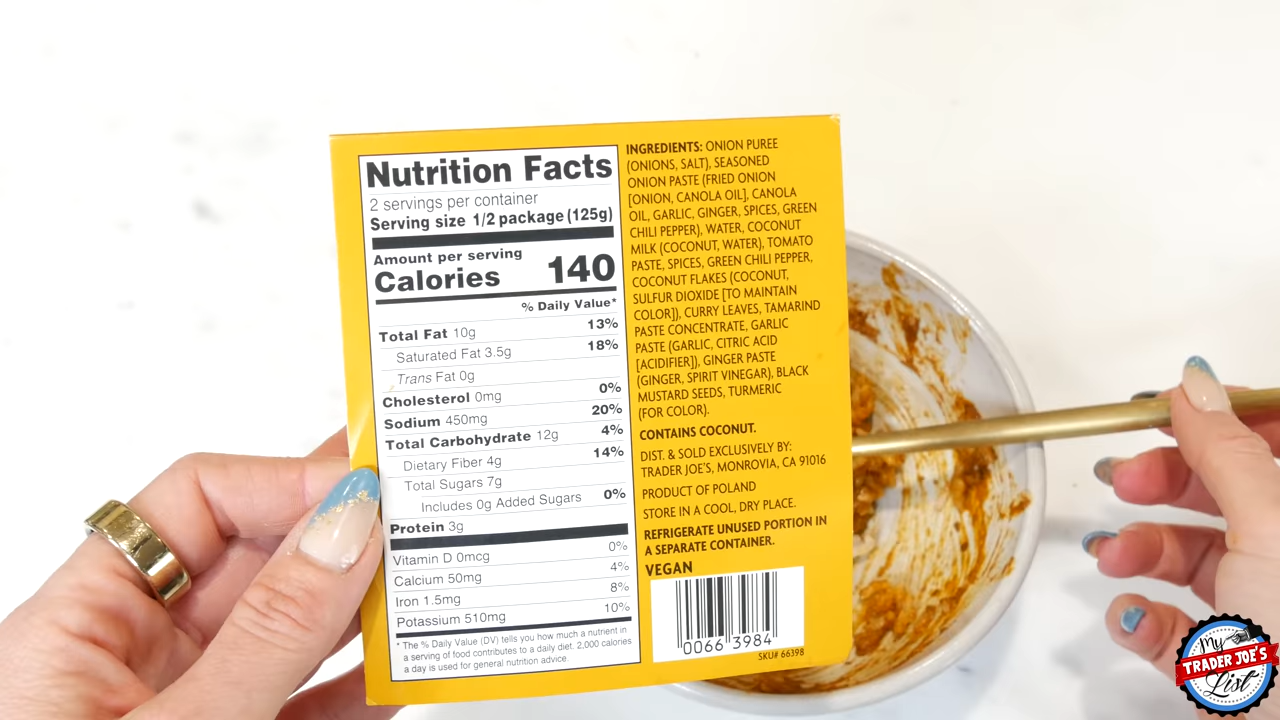 Nutrition Facts
2 servings per container
Serving size 1/2 package (125g)
Amount per serving
Calories 140
% Daily Value*
Total Fat 10g 13%
Saturated Fat 3.5g 18%
Trans Fat 0g
Cholesterol 0mg 0%
Sodium 450mg 20%
Total Carbohydrate 12g 4%
Dietary Fiber 4g 14%
Total Sugars 7g
Includes 0g Added Sugars 0%
Protein 3g
Vitamin D 0mcg 0%
Calcium 50mg 4%
Iron 1.5mg 8%
Potassium 510mg 10%
* The % Daily Value (DV) tells you how much a nutrient in
a serving of food contributes to a daily diet. 2,000 calories
a day is used for general nutrition advice.
INGREDIENTS: ONION PUREE
(ONIONS, SALT), SEASONED
ONION PASTE (FRIED ONION
[ONION, CANOLA OIL], CANOLA
OIL, GARLIC, GINGER, SPICES, GREEN
CHILI PEPPER), WATER, COCONUT
MILK (COCONUT, WATER), TOMATO
PASTE, SPICES, GREEN CHILI PEPPER,
COCONUT FLAKES (COCONUT,
SULFUR DIOXIDE [TO MAINTAIN
COLOR]), CURRY LEAVES, TAMARIND
PASTE CONCENTRATE, GARLIC
PASTE (GARLIC, CITRIC ACID
[ACIDIFIER]), GINGER PASTE
(GINGER, SPIRIT VINEGAR), BLACK
MUSTARD SEEDS, TURMERIC
(FOR COLOR).
CONTAINS COCONUT.
DIST. & SOLD EXCLUSIVELY BY:
TRADER JOE'S, MONROVIA, CA 91016
PRODUCT OF POLAND
STORE IN A COOL, DRY PLACE.
REFRIGERATE UNUSED PORTION IN
A SEPARATE CONTAINER.
VEGAN
0066 3984
SKU# 66398
My
TRADER JOE'S
List